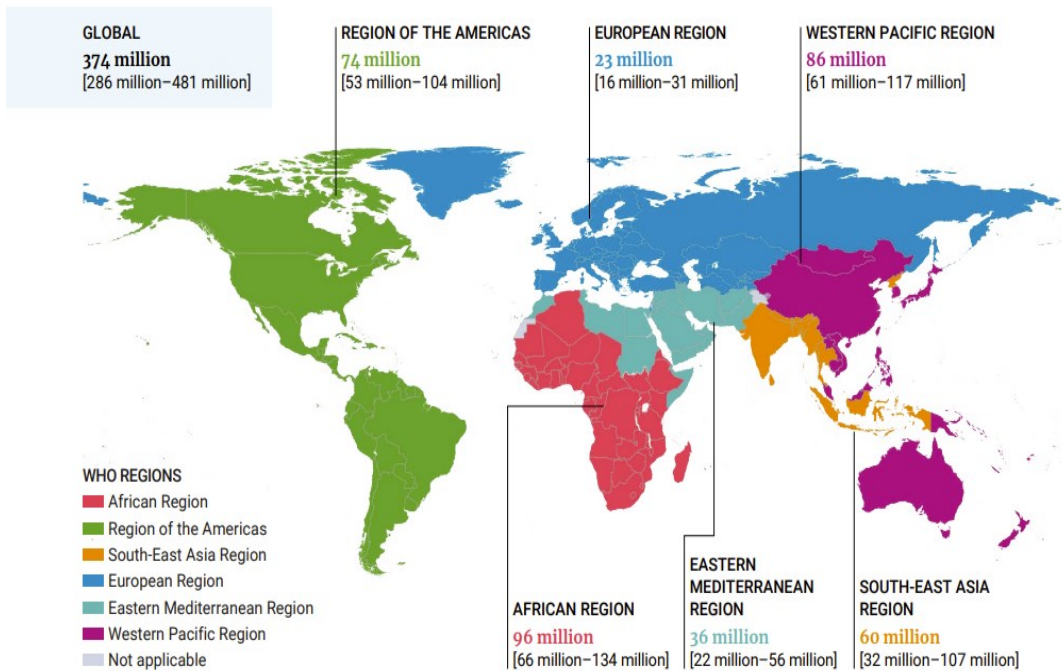 GLOBAL
374 million
[286 million–481 million]
REGION OF THE AMERICAS
74 million
[53 million–104 million]
EUROPEAN REGION
23 million
[16 million–31 million]
WESTERN PACIFIC REGION
86 million
[61 million–117 million]
WHO REGIONS
African Region
Region of the Americas
South-East Asia Region
European Region
Eastern Mediterranean Region
Western Pacific Region
Not applicable
AFRICAN REGION
96 million
[66 million–134 million]
EASTERN
MEDITERRANEAN
REGION
36 million
[22 million–56 million]
SOUTH-EAST ASIA
REGION
60 million
[32 million–107 million]